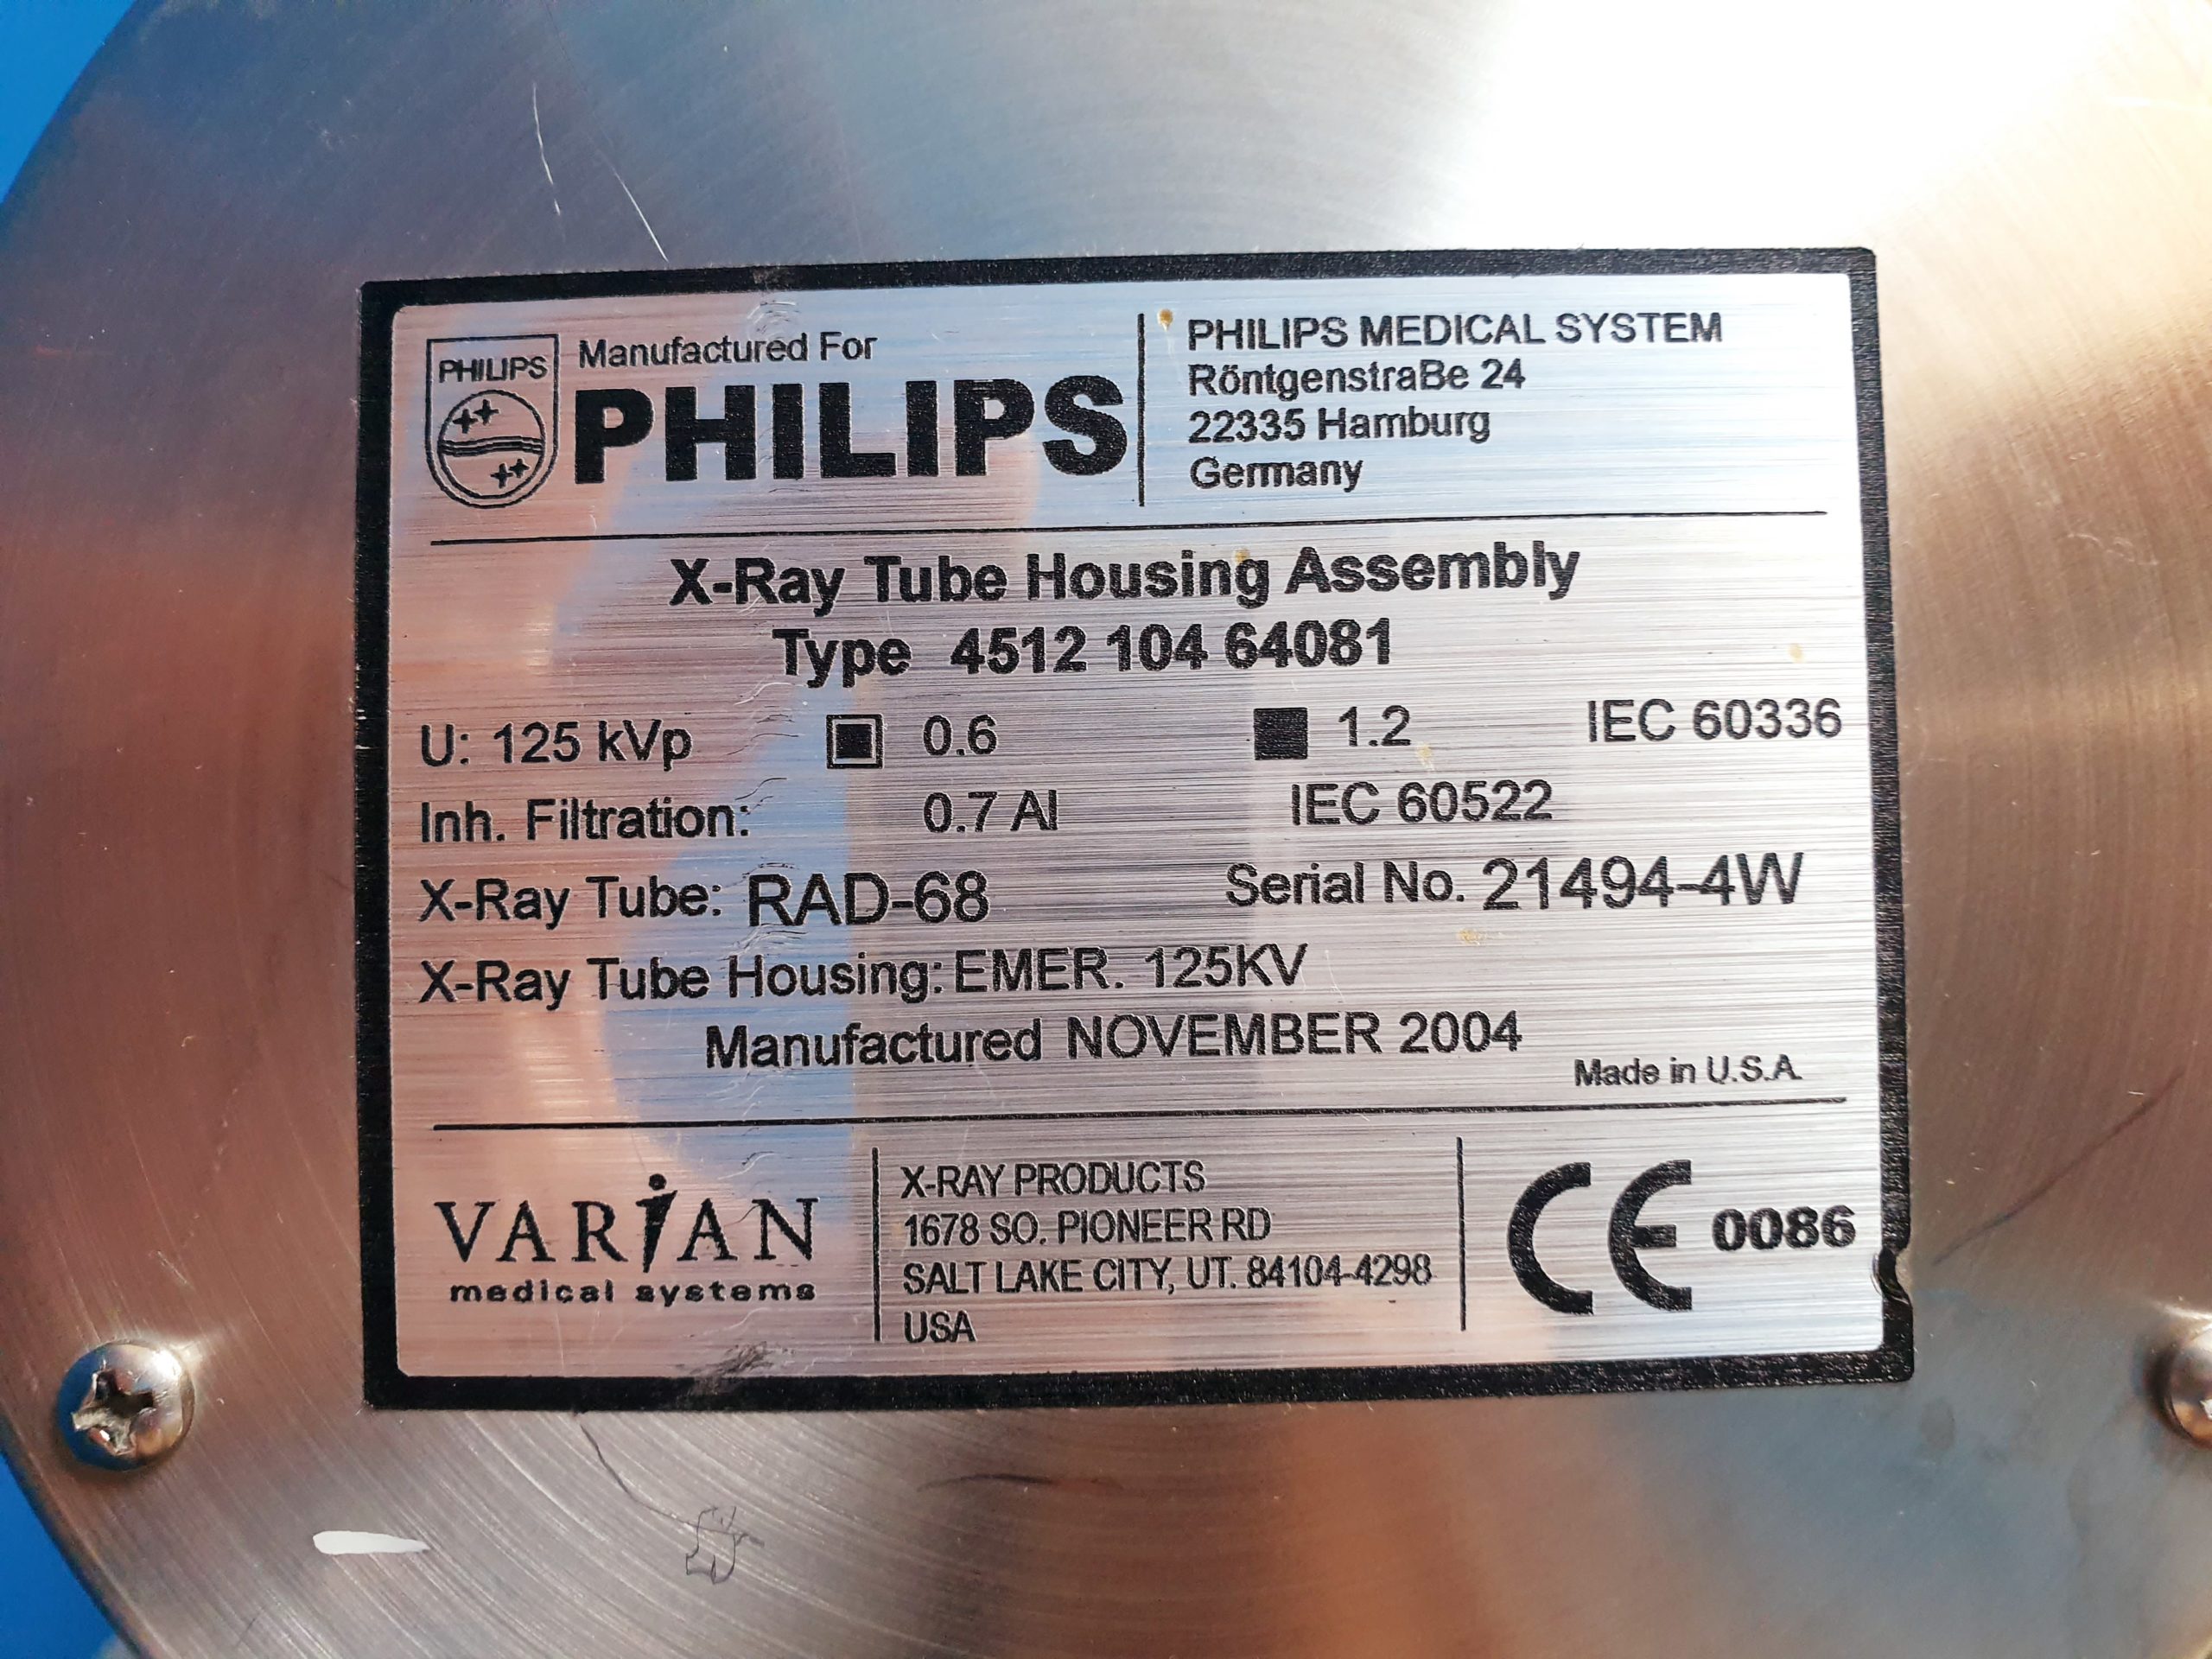 PHILIPS
Manufactured For
PHILIPS
PHILIPS MEDICAL SYSTEM
RöntgenstraBe 24
22335 Hamburg
Germany
X-Ray Tube Housing Assembly
Type 4512 104 64081
U: 125 kVp 0.6 1.2 IEC 60336
Inh. Filtration: 0.7 Al IEC 60522
X-Ray Tube: RAD-68 Serial No. 21494-4W
X-Ray Tube Housing: EMER. 125KV
Manufactured NOVEMBER 2004
Made in U.S.A.
VARIAN
medical systems
X-RAY PRODUCTS
1678 SO. PIONEER RD
SALT LAKE CITY, UT. 84104-4298
USA
CE 0086